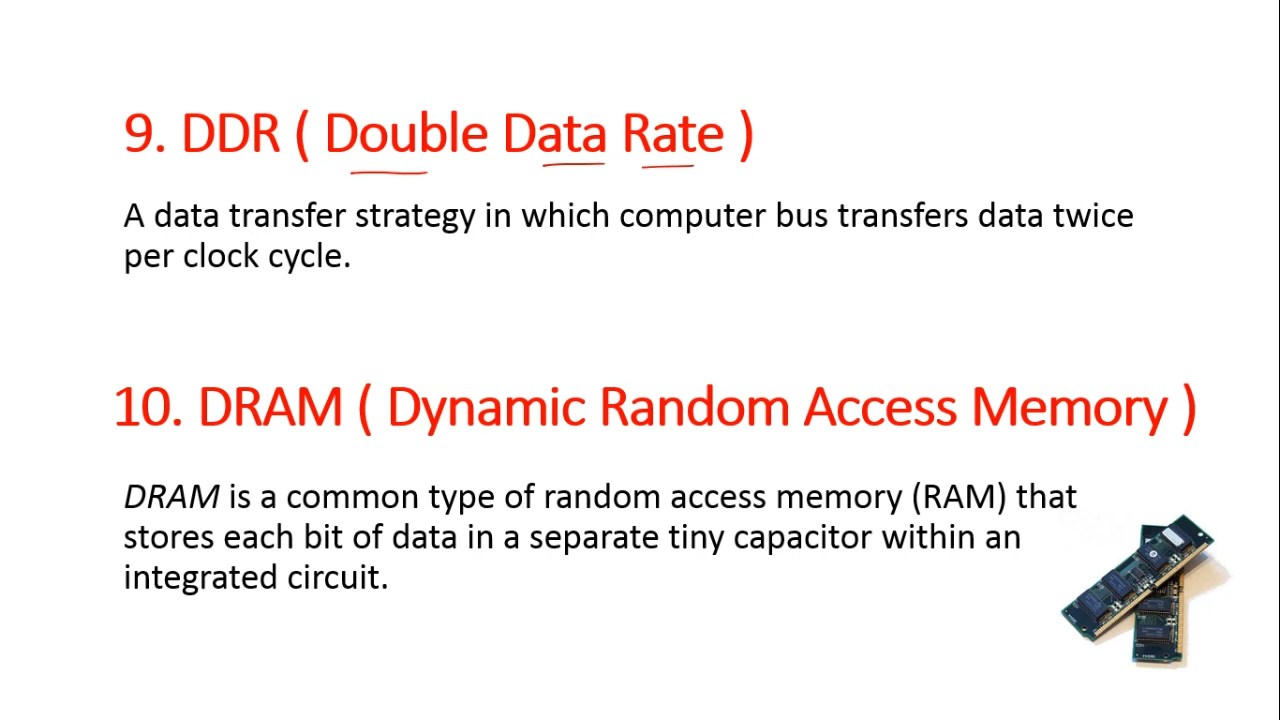 9. DDR ( Double Data Rate )
A data transfer strategy in which computer bus transfers data twice
per clock cycle.
10. DRAM ( Dynamic Random Access Memory )
DRAM is a common type of random access memory (RAM) that
stores each bit of data in a separate tiny capacitor within an
integrated circuit.